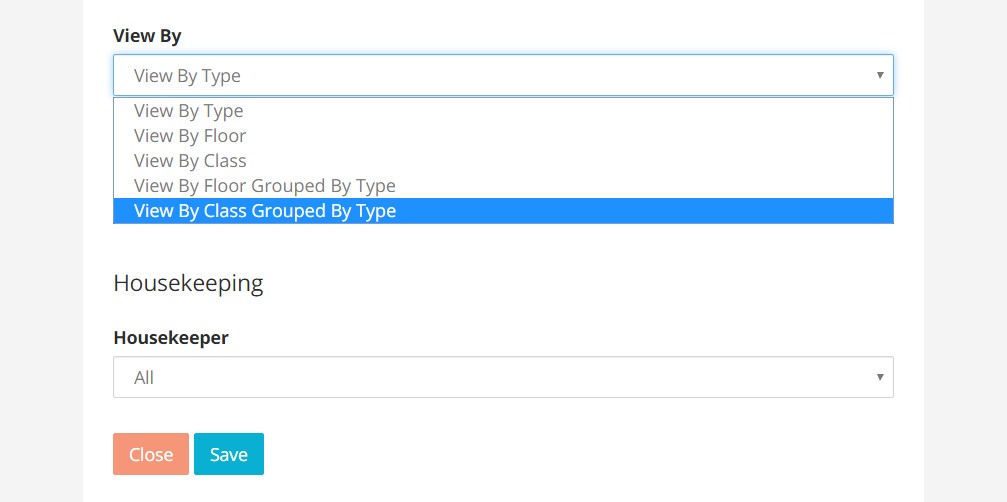 View By
View By Type
View By Type
View By Floor
View By Class
View By Floor Grouped By Type
View By Class Grouped By Type
Housekeeping
Housekeeper
All
Close Save